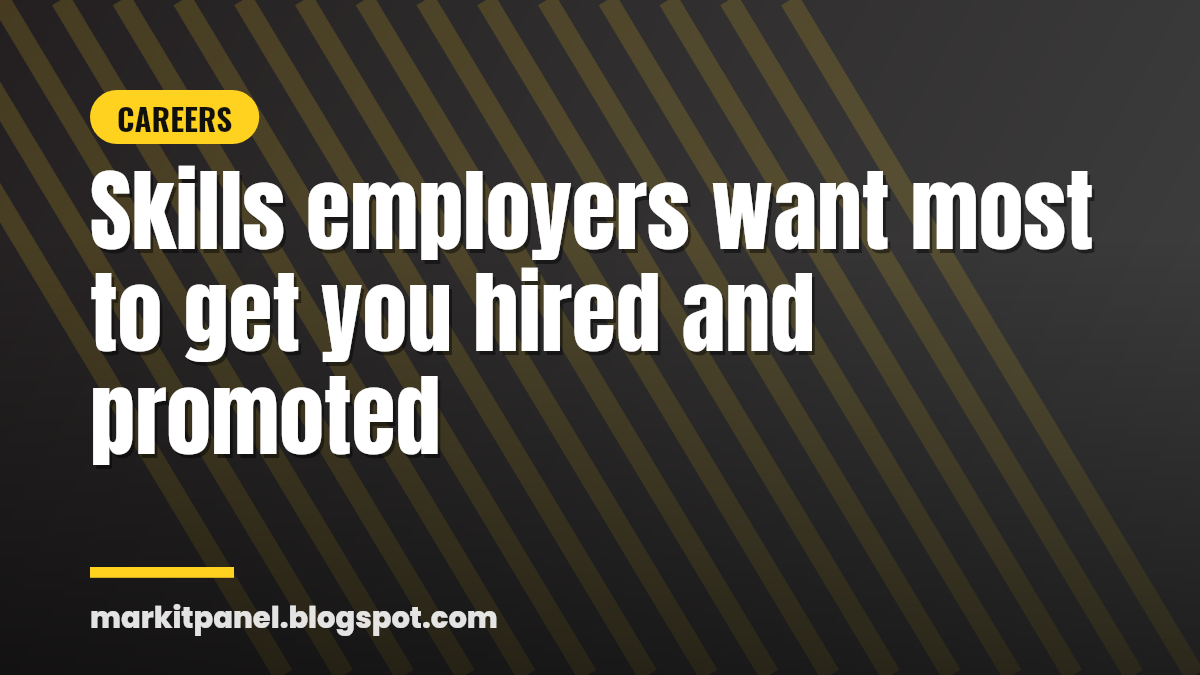 CAREERS
Skills employers want most
to get you hired and
promoted
markitpanel.blogspot.com